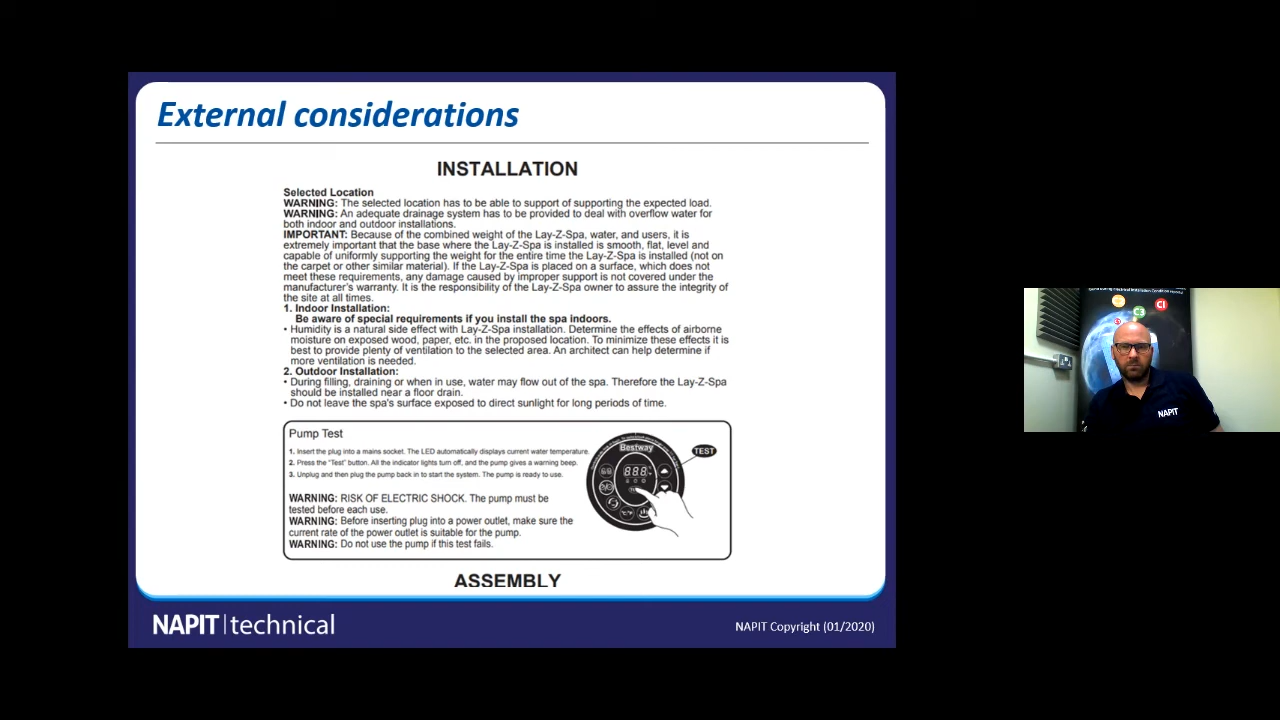 External considerations
INSTALLATION
Selected Location
WARNING: The selected location has to be able to support of supporting the expected load.
WARNING: An adequate drainage system has to be provided to deal with overflow water for
both indoor and outdoor installations.
IMPORTANT: Because of the combined weight of the Lay-Z-Spa, water, and users, it is
extremely important that the base where the Lay-Z-Spa is installed is smooth, flat, level and
capable of uniformly supporting the weight for the entire time the Lay-Z-Spa is installed (not on
the carpet or other similar material). If the Lay-Z-Spa is placed on a surface, which does not
meet these requirements, any damage caused by improper support is not covered under the
manufacturer's warranty. It is the responsibility of the Lay-Z-Spa owner to assure the integrity of
the site at all times.
1. Indoor Installation:
Be aware of special requirements if you install the spa indoors.
• Humidity is a natural side effect with Lay-Z-Spa installation. Determine the effects of airborne
moisture on exposed wood, paper, etc. in the proposed location. To minimize these effects it is
best to provide plenty of ventilation to the selected area. An architect can help determine if
more ventilation is needed.
2. Outdoor Installation:
• During filling, draining or when in use, water may flow out of the spa. Therefore the Lay-Z-Spa
should be installed near a floor drain.
• Do not leave the spa's surface exposed to direct sunlight for long periods of time.
Pump Test
1. Insert the plug into a mains socket. The LED automatically displays current water temperature.
2. Press the "Test" button. All the indicator lights turn off, and the pump gives a warning beep.
3. Unplug and then plug the pump back in to start the system. The pump is ready to use.
WARNING: RISK OF ELECTRIC SHOCK. The pump must be
tested before each use.
WARNING: Before inserting plug into a power outlet, make sure the
current rate of the power outlet is suitable for the pump.
WARNING: Do not use the pump if this test fails.
Bestway
888
TEST
ASSEMBLY
NAPIT | technical
NAPIT Copyright (01/2020)
C1
C3
NAPIT